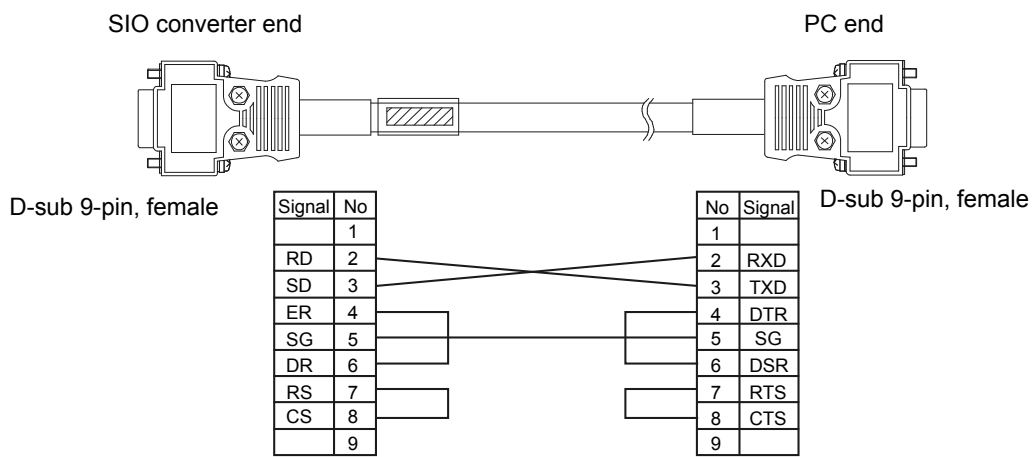 SIO converter end
PC end
D-sub 9-pin, female
D-sub 9-pin, female
Signal No
1
RD 2
SD 3
ER 4
SG 5
DR 6
RS 7
CS 8
9
No Signal
1
2 RXD
3 TXD
4 DTR
5 SG
6 DSR
7 RTS
8 CTS
9